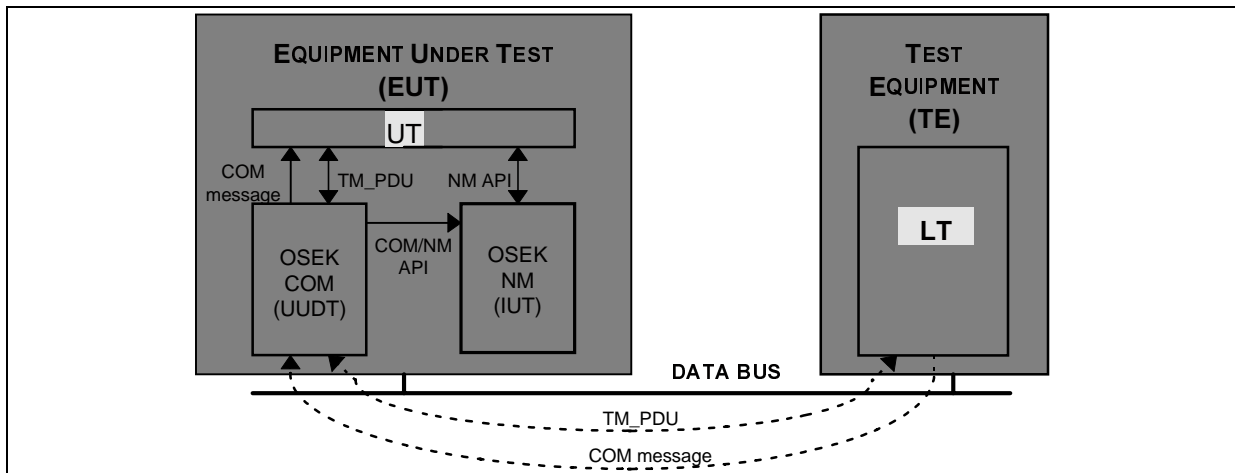 EQUIPMENT UNDER TEST
(EUT)
UT
COM
message
TM_PDU
NM API
OSEK
COM
(UUDT)
COM/NM
API
OSEK
NM
(IUT)
TEST
EQUIPMENT
(TE)
LT
DATA BUS
TM_PDU
COM message